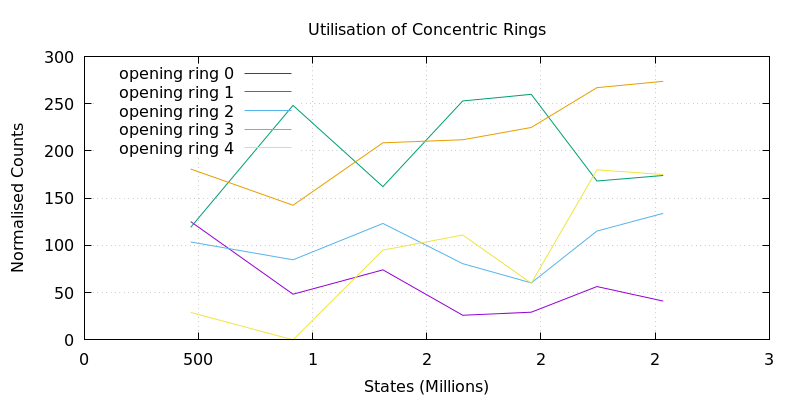 Utilisation of Concentric Rings
300
250
200
150
100
50
0
Normalised Counts
opening ring 0
opening ring 1
opening ring 2
opening ring 3
opening ring 4
0 500 1 2 2 2 3
States (Millions)